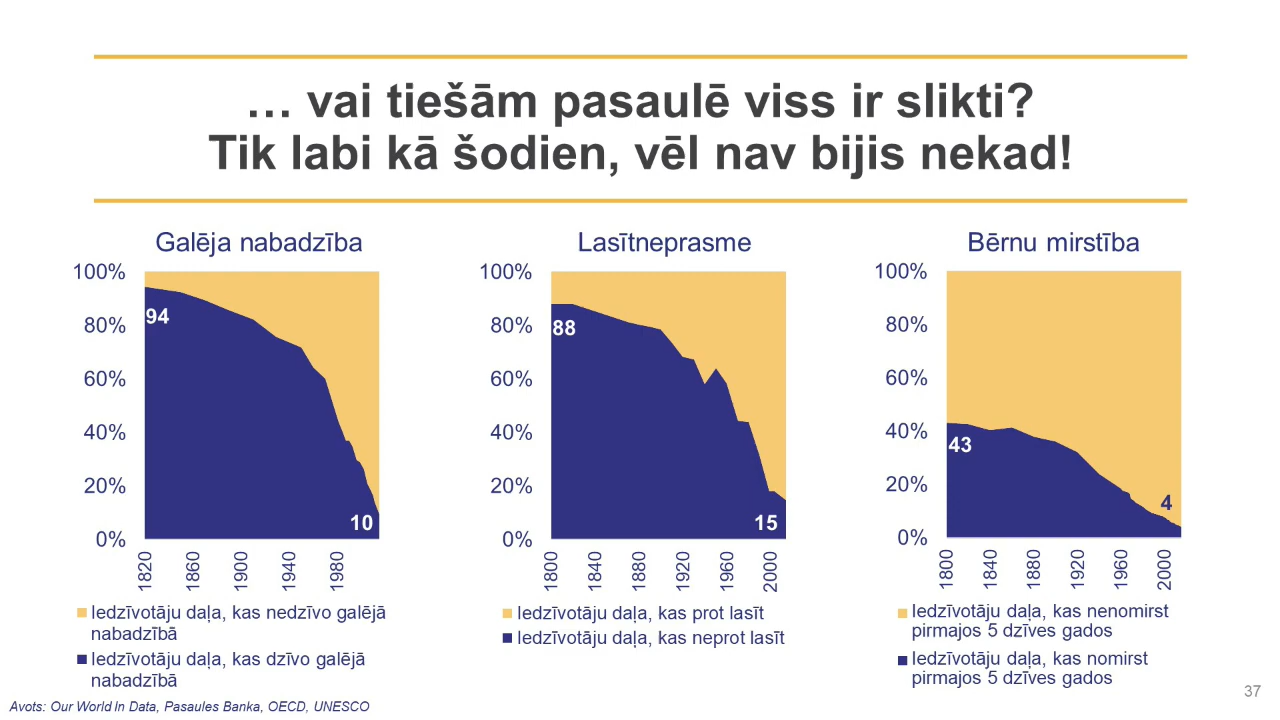 … vai tiešām pasaulē viss ir slikti?
Tik labi kā šodien, vēl nav bijis nekad!
Galēja nabadzība
100%
80%
60%
40%
20%
0%
94
10
1820
1860
1900
1940
1980
Iedzīvotāju daļa, kas nedzīvo galējā
nabadzībā
Iedzīvotāju daļa, kas dzīvo galējā
nabadzībā
Lasītneprasme
100%
80%
60%
40%
20%
0%
88
15
1800
1840
1880
1920
1960
2000
Iedzīvotāju daļa, kas prot lasīt
Iedzīvotāju daļa, kas neprot lasīt
Bērnu mirstība
100%
80%
60%
40%
20%
0%
43
4
1800
1840
1880
1920
1960
2000
Iedzīvotāju daļa, kas nenomirst
pirmajos 5 dzīves gados
Iedzīvotāju daļa, kas nomirst
pirmajos 5 dzīves gados
Avots: Our World In Data, Pasaules Banka, OECD, UNESCO
37